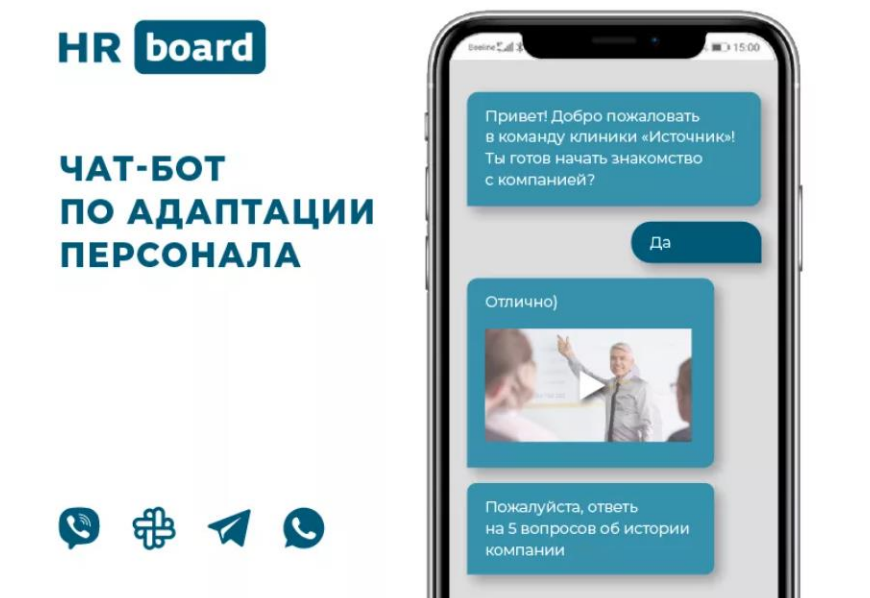 HR board
ЧАТ-БОТ
ПО АДАПТАЦИИ
ПЕРСОНАЛА
Beeline
15:00
Привет! Добро пожаловать
в команду клиники «Источник»!
Ты готов начать знакомство
с компанией?
Да
Отлично)
Пожалуйста, ответь
на 5 вопросов об истории
компании